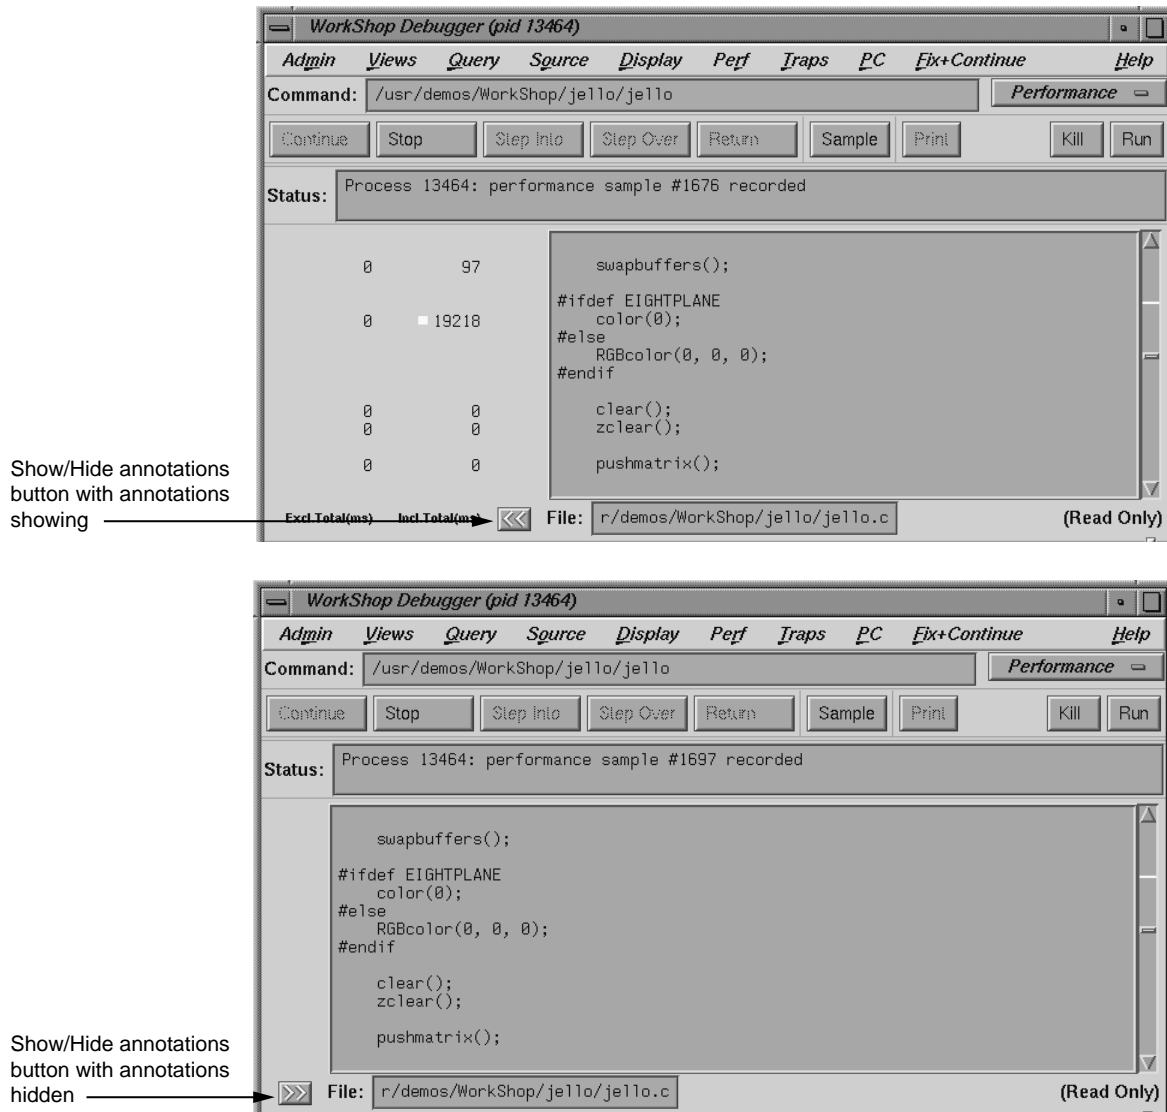 WorkShop Debugger (pid 13464)
Admin Views Query Source Display Perf Traps PC Fix+Continue Help
Command: /usr/demos/WorkShop/jello/jello Performance
Continue Stop Step Into Step Over Return Sample Print Kill Run
Status: Process 13464: performance sample #1676 recorded
0 97 swapbuffers();
#ifdef EIGHTPLANE
0 19218 color(0);
#else
RGBcolor(0, 0, 0);
#endif
0 0 clear();
0 0 zclear();
0 0 pushmatrix();
Show/Hide annotations
button with annotations
showing
Excl.Total(ms) Incl.Total(ms) << File: r/demos/WorkShop/jello/jello.c (Read Only)
WorkShop Debugger (pid 13464)
Admin Views Query Source Display Perf Traps PC Fix+Continue Help
Command: /usr/demos/WorkShop/jello/jello Performance
Continue Stop Step Into Step Over Return Sample Print Kill Run
Status: Process 13464: performance sample #1697 recorded
swapbuffers();
#ifdef EIGHTPLANE
color(0);
#else
RGBcolor(0, 0, 0);
#endif
clear();
zclear();
pushmatrix();
Show/Hide annotations
button with annotations
hidden
>> File: r/demos/WorkShop/jello/jello.c (Read Only)